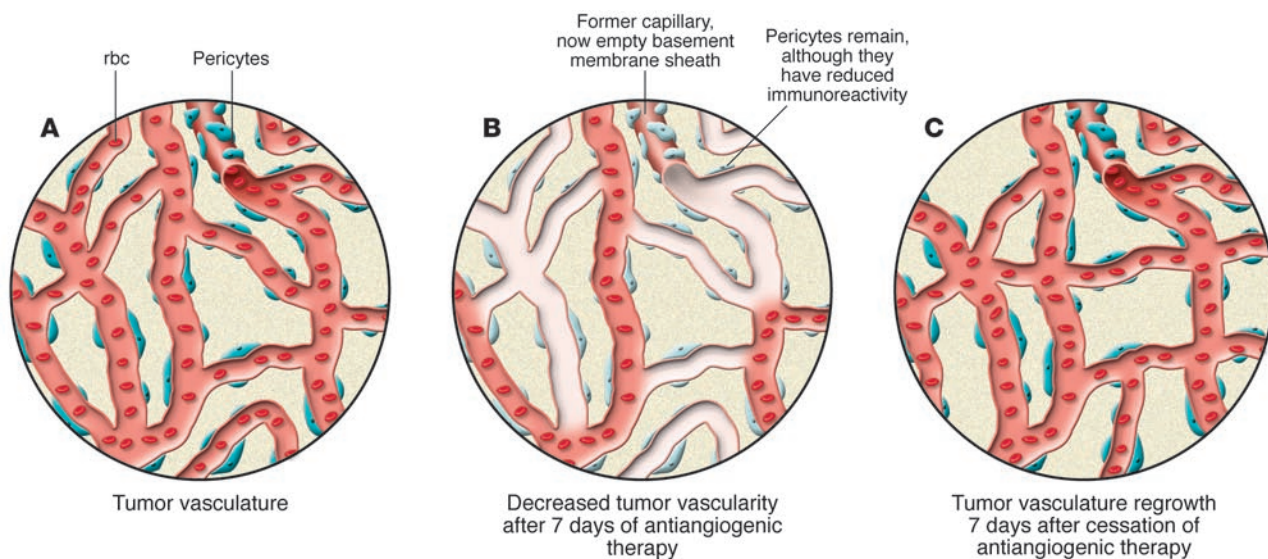 rbc
Pericytes
Former capillary,
now empty basement
membrane sheath
Pericytes remain,
although they
have reduced
immunoreactivity
A
B
C
Tumor vasculature
Decreased tumor vascularity
after 7 days of antiangiogenic
therapy
Tumor vasculature regrowth
7 days after cessation of
antiangiogenic therapy